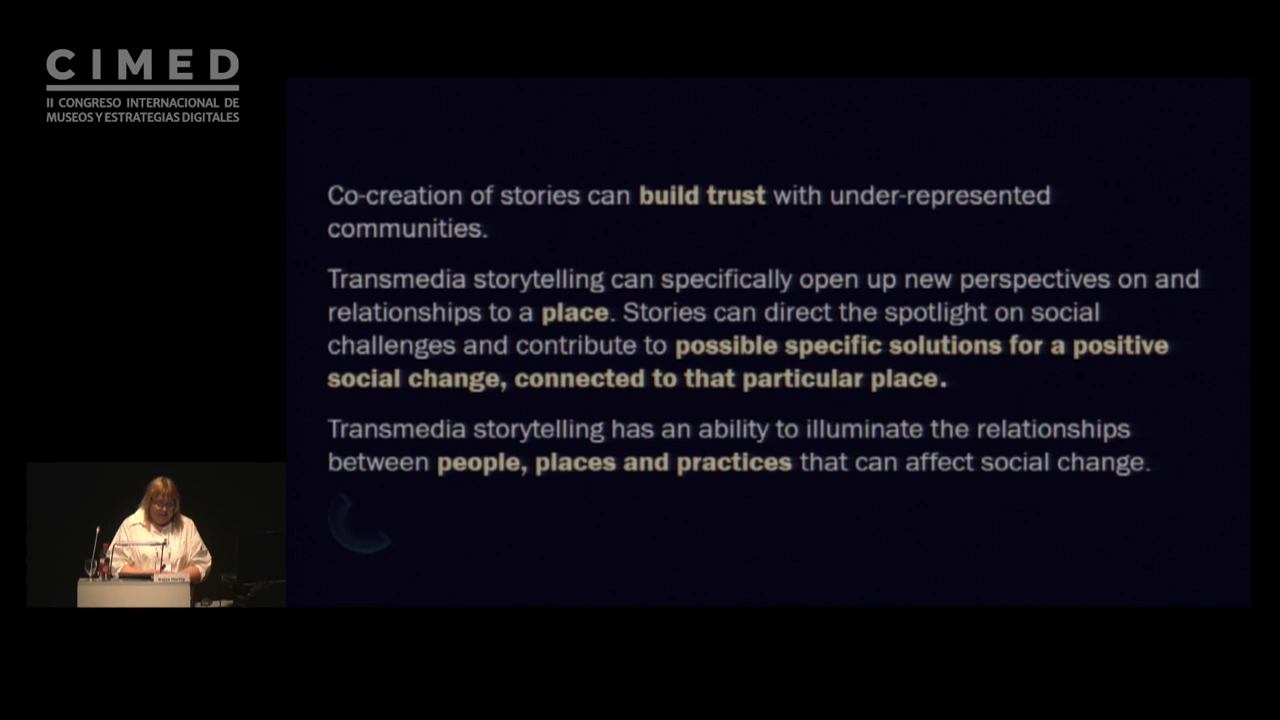 CIMED
II CONGRESO INTERNACIONAL DE
MUSEOS Y ESTRATEGIAS DIGITALES
Co-creation of stories can build trust with under-represented
communities.
Transmedia storytelling can specifically open up new perspectives on and
relationships to a place. Stories can direct the spotlight on social
challenges and contribute to possible specific solutions for a positive
social change, connected to that particular place.
Transmedia storytelling has an ability to illuminate the relationships
between people, places and practices that can affect social change.